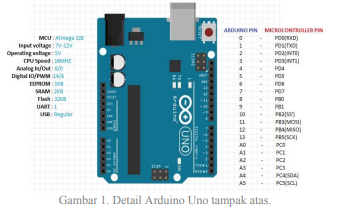 MCU : Atmega 328
Input voltage : 7V-12V
Operating voltage : 5V
CPU Speed : 16MHZ
Analog In/Out : 6/0
Digital IO/PWM : 14/6
EEPROM : 1KB
SRAM : 2KB
Flash : 32KB
UART : 1
USB : Regular
Arduino
UNO
ARDUINO PIN MICROCONTROLLER PIN
0 - PD0(RXD)
1 - PD1(TXD)
2 - PD2(INT0)
3 - PD3(INT1)
4 - PD4
5 - PD5
6 - PD6
7 - PD7
8 - PB0
9 - PB1
10 - PB2(SS')
11 - PB3(MOSI)
12 - PB4(MISO)
13 - PB5(SCK)
A0 - PC0
A1 - PC1
A2 - PC2
A3 - PC3
A4 - PC4(SDA)
A5 - PC5(SCL)
Gambar 1. Detail Arduino Uno tampak atas.